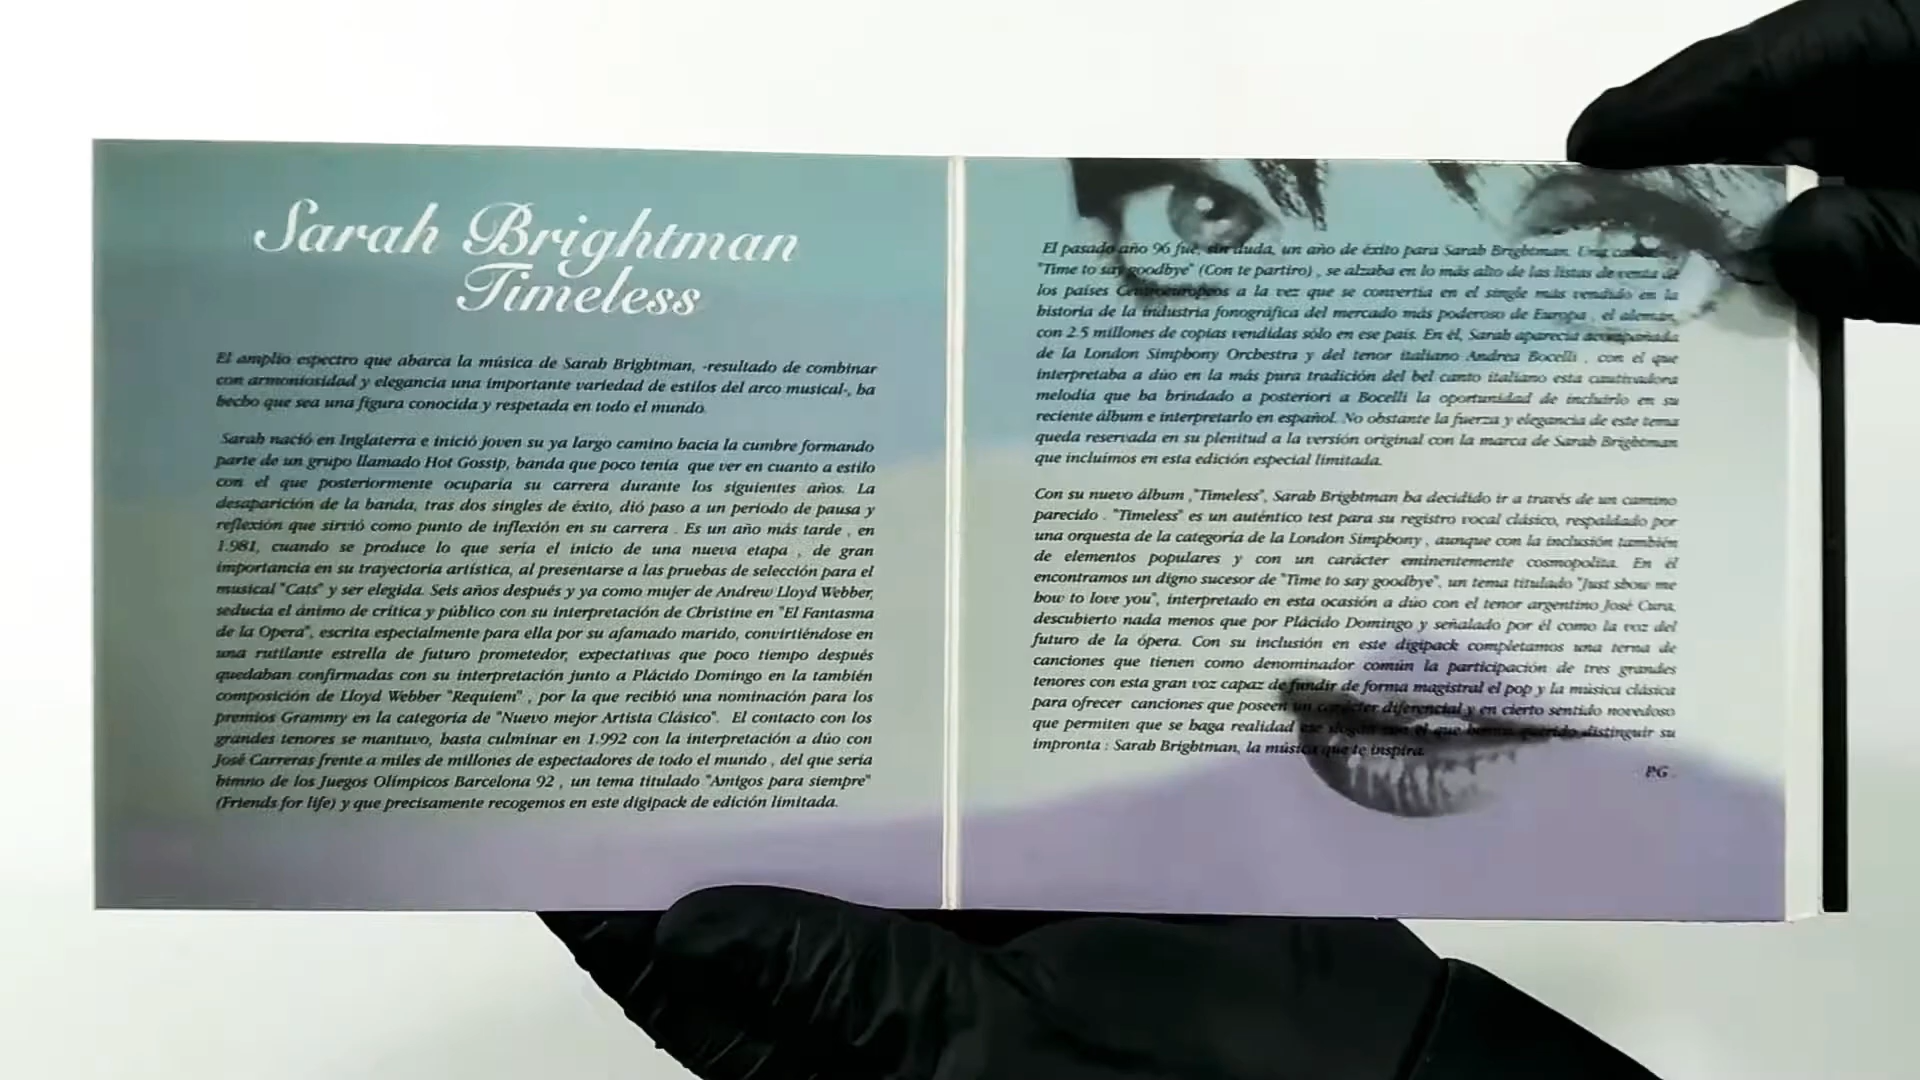 Sarah Brightman
Timeless
El amplio espectro que abarca la música de Sarah Brightman, -resultado de combinar
con armoniosidad y elegancia una importante variedad de estilos del arco musical-, ha
hecho que sea una figura conocida y respetada en todo el mundo.
Sarah nació en Inglaterra e inició joven su ya largo camino hacia la cumbre formando
parte de un grupo llamado Hot Gossip, banda que poco tenía que ver en cuanto a estilo
con el que posteriormente ocuparía su carrera durante los siguientes años. La
desaparición de la banda, tras dos singles de éxito, dió paso a un periodo de pausa y
reflexión que sirvió como punto de inflexión en su carrera . Es un año más tarde , en
1.981, cuando se produce lo que sería el inicio de una nueva etapa , de gran
importancia en su trayectoria artística, al presentarse a las pruebas de selección para el
musical "Cats" y ser elegida. Seis años después y ya como mujer de Andrew Lloyd Webber,
seducía el ánimo de crítica y público con su interpretación de Christine en "El Fantasma
de la Opera", escrita especialmente para ella por su afamado marido, convirtiéndose en
una rutilante estrella de futuro prometedor, expectativas que poco tiempo después
quedaban confirmadas con su interpretación junto a Plácido Domingo en la también
composición de Lloyd Webber "Requiem" , por la que recibió una nominación para los
premios Grammy en la categoría de "Nuevo mejor Artista Clásico". El contacto con los
grandes tenores se mantuvo, hasta culminar en 1.992 con la interpretación a dúo con
José Carreras frente a miles de millones de espectadores de todo el mundo , del que sería
himno de los Juegos Olímpicos Barcelona 92 , un tema titulado "Amigos para siempre"
(Friends for life) y que precisamente recogemos en este digipack de edición limitada.
El pasado año 96 fué, sin duda, un año de éxito para Sarah Brightman. Una
"Time to say goodbye" (Con te partiro) , se alzaba en lo más alto de las listas de venta de
los países Centroeuropeos a la vez que se convertía en el single más vendido en la
historia de la industria fonográfica del mercado más poderoso de Europa , el alemán,
con 2.5 millones de copias vendidas sólo en ese país. En él, Sarah aparecía acompañada
de la London Simphony Orchestra y del tenor italiano Andrea Bocelli , con el que
interpretaba a dúo en la más pura tradición del bel canto italiano esta cautivadora
melodía que ha brindado a posteriori a Bocelli la oportunidad de incluirlo en su
reciente álbum e interpretarlo en español. No obstante la fuerza y elegancia de este tema
queda reservada en su plenitud a la versión original con la marca de Sarah Brightman
que incluímos en esta edición especial limitada.
Con su nuevo álbum ,"Timeless", Sarah Brightman ha decidido ir a través de un camino
parecido . "Timeless" es un auténtico test para su registro vocal clásico, respaldado por
una orquesta de la categoría de la London Simphony , aunque con la inclusión también
de elementos populares y con un carácter eminentemente cosmopolita. En él
encontramos un digno sucesor de "Time to say goodbye", un tema titulado "Just show me
how to love you", interpretado en esta ocasión a dúo con el tenor argentino José Cura,
descubierto nada menos que por Plácido Domingo y señalado por él como la voz del
futuro de la ópera. Con su inclusión en este digipack completamos una terna de
canciones que tienen como denominador común la participación de tres grandes
tenores con esta gran voz capaz de fundir de forma magistral el pop y la música clásica
para ofrecer canciones que poseen un carácter diferencial y en cierto sentido novedoso
que permiten que se haga realidad ese slogan con el que hemos querido distinguir su
impronta : Sarah Brightman, la música que te inspira.
P.G.